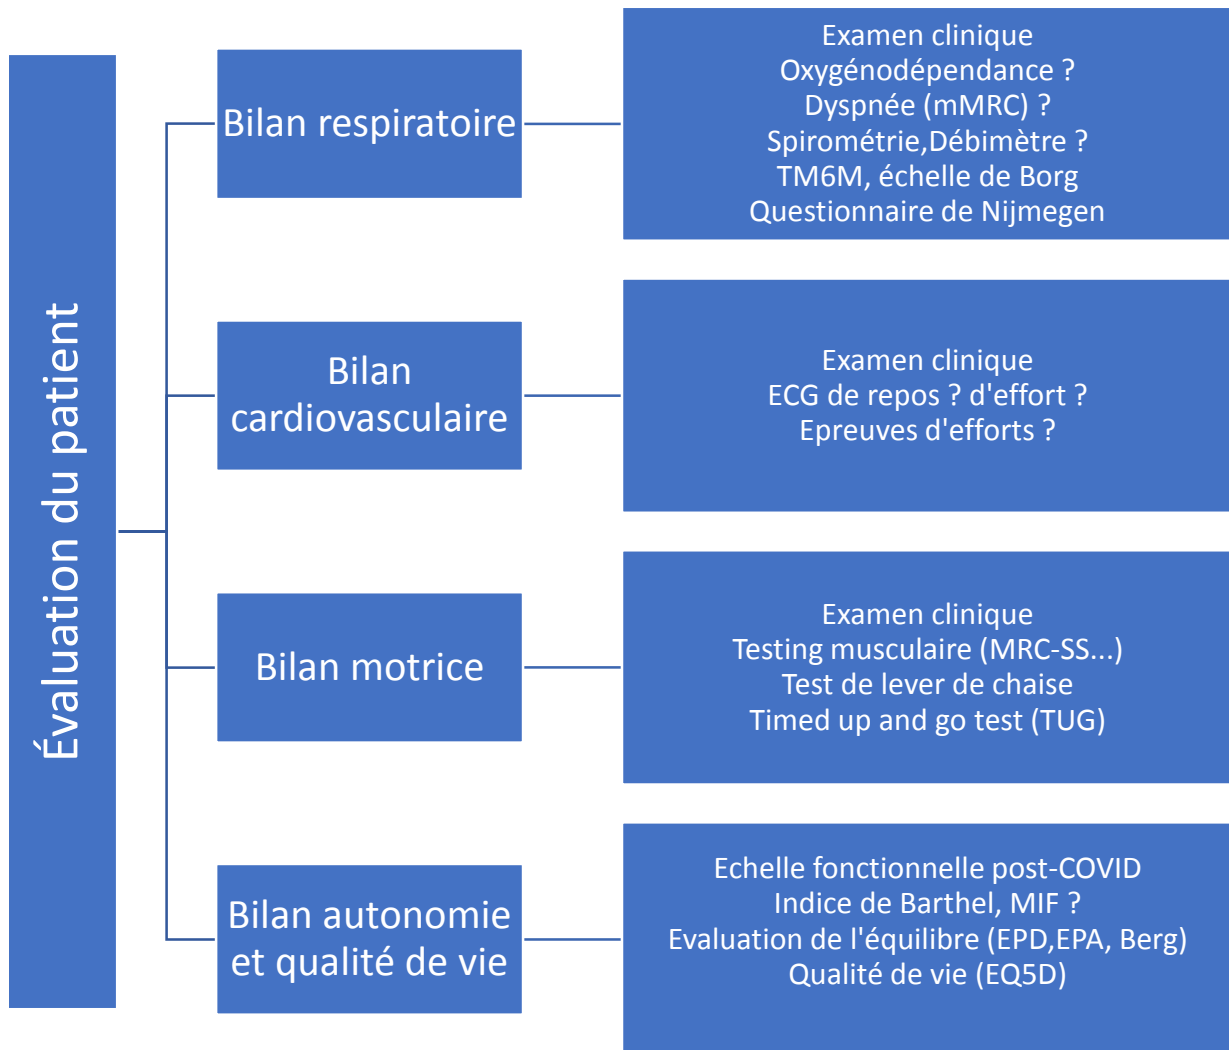 Évaluation du patient
Bilan respiratoire
Examen clinique
Oxygénodépendance ?
Dyspnée (mMRC) ?
Spirométrie,Débimètre ?
TM6M, échelle de Borg
Questionnaire de Nijmegen
Bilan
cardiovasculaire
Examen clinique
ECG de repos ? d'effort ?
Epreuves d'efforts ?
Bilan motrice
Examen clinique
Testing musculaire (MRC-SS...)
Test de lever de chaise
Timed up and go test (TUG)
Bilan autonomie
et qualité de vie
Echelle fonctionnelle post-COVID
Indice de Barthel, MIF ?
Evaluation de l'équilibre (EPD,EPA, Berg)
Qualité de vie (EQ5D)